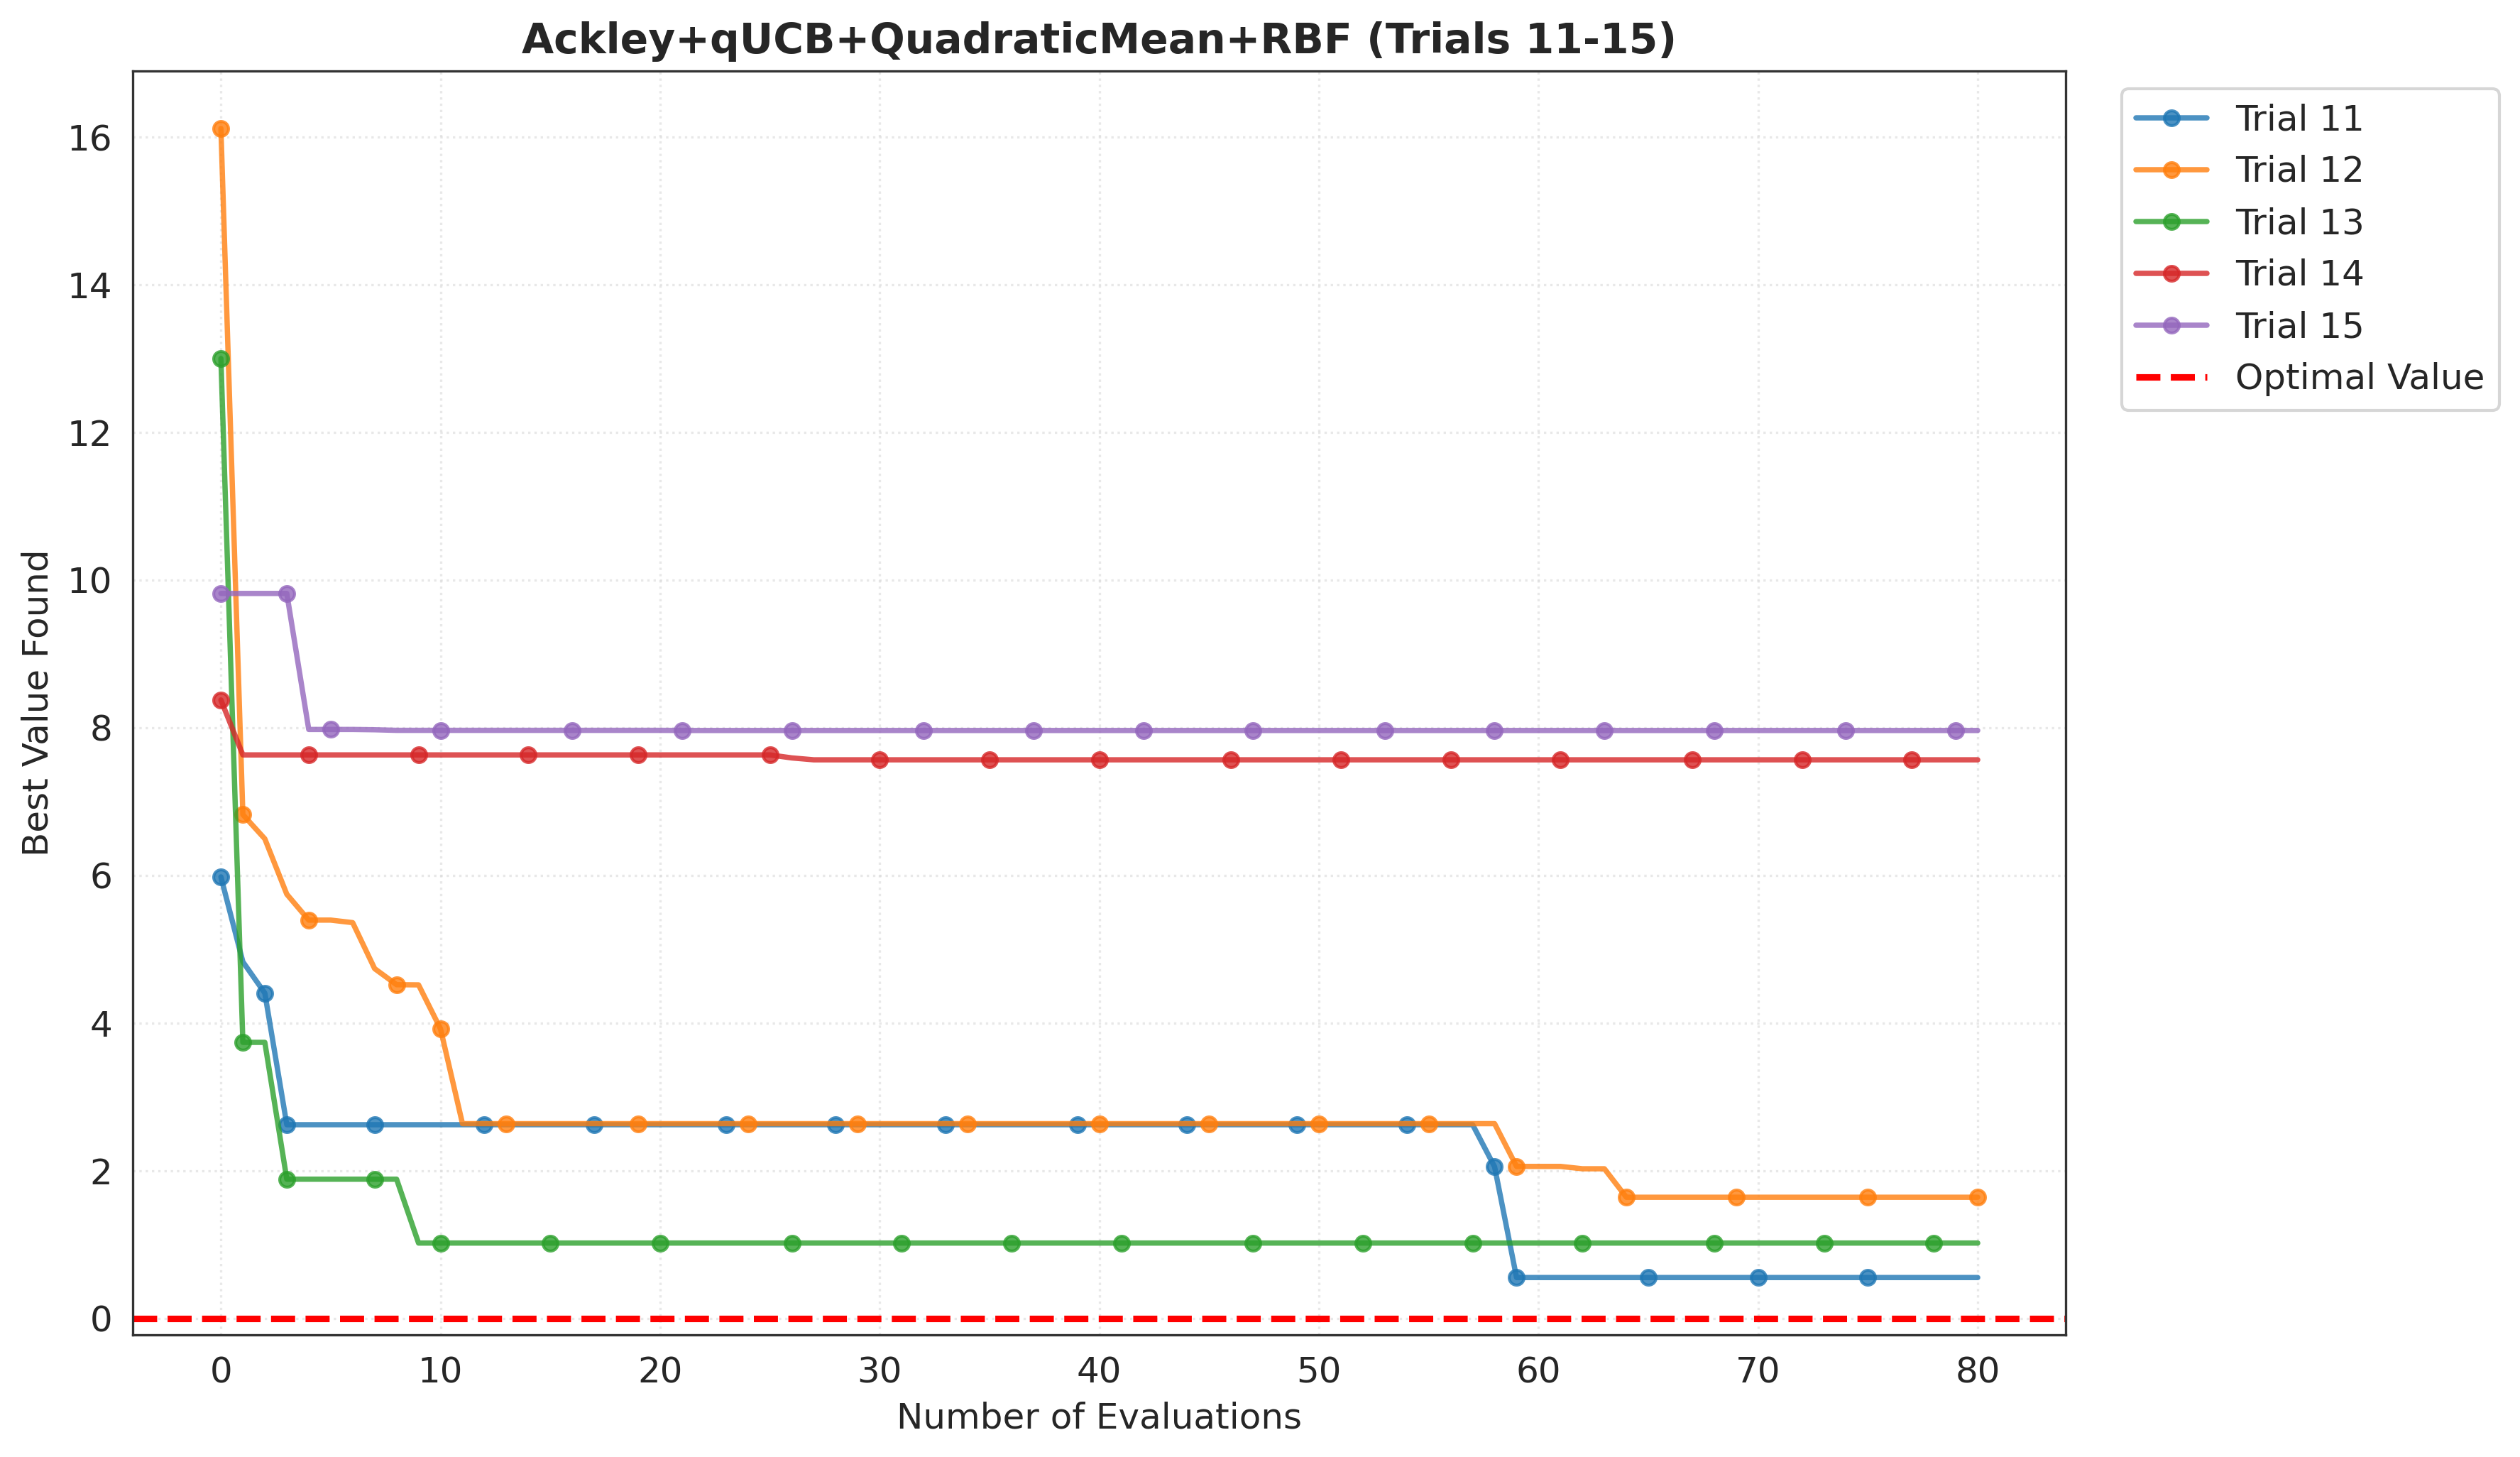 Ackley+qUCB+QuadraticMean+RBF (Trials 11-15)
Trial 11
Trial 12
Trial 13
Trial 14
Trial 15
Optimal Value
Best Value Found
16
14
12
10
8
6
4
2
0
0 10 20 30 40 50 60 70 80
Number of Evaluations